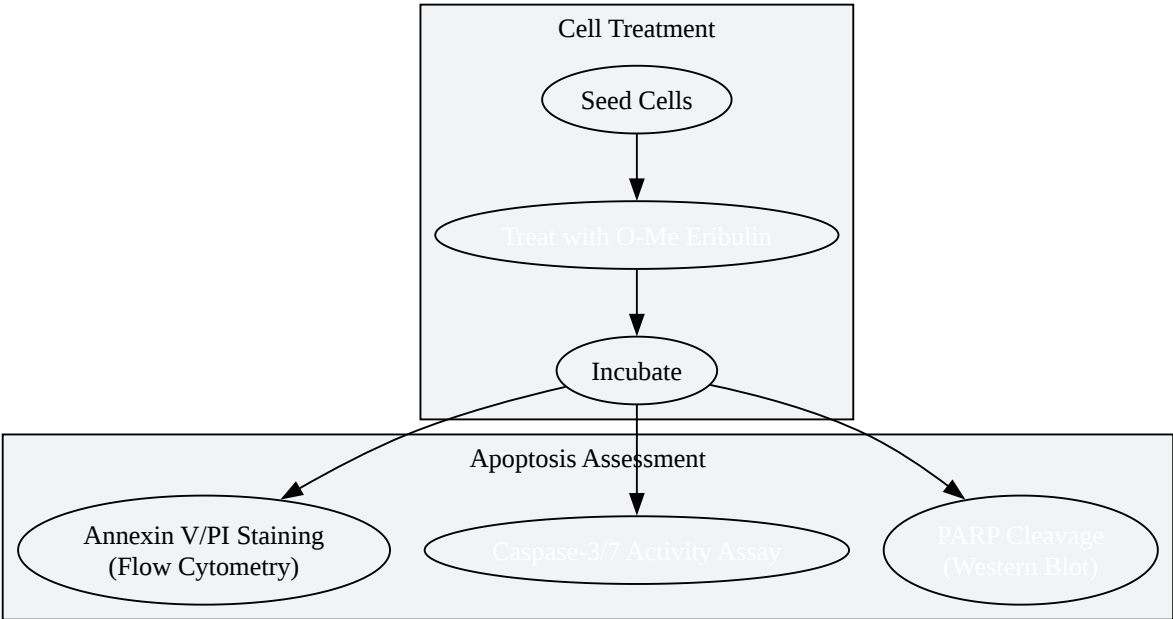 Cell Treatment
Seed Cells
Treat with O-Me Eribulin
Incubate
Apoptosis Assessment
Annexin V/PI Staining
(Flow Cytometry)
Caspase-3/7 Activity Assay
PARP Cleavage
(Western Blot)